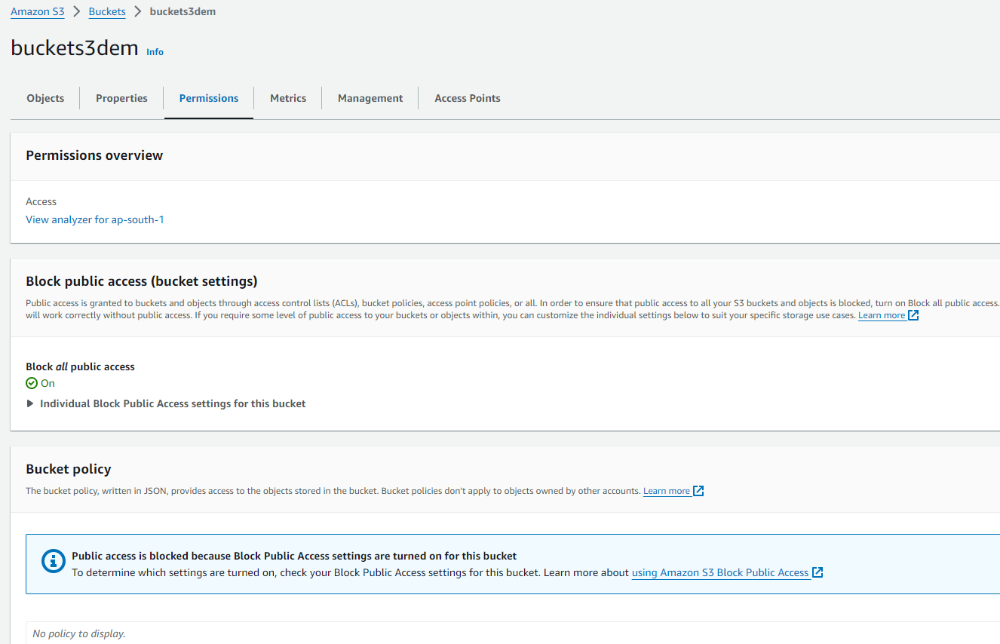 Amazon S3 > Buckets > buckets3dem
buckets3dem Info
Objects Properties Permissions Metrics Management Access Points
Permissions overview
Access
View analyzer for ap-south-1
Block public access (bucket settings)
Public access is granted to buckets and objects through access control lists (ACLs), bucket policies, access point policies, or all. In order to ensure that public access to all your S3 buckets and objects is blocked, turn on Block all public access.
will work correctly without public access. If you require some level of public access to your buckets or objects within, you can customize the individual settings below to suit your specific storage use cases. Learn more
Block all public access
On
Individual Block Public Access settings for this bucket
Bucket policy
The bucket policy, written in JSON, provides access to the objects stored in the bucket. Bucket policies don't apply to objects owned by other accounts. Learn more
Public access is blocked because Block Public Access settings are turned on for this bucket
To determine which settings are turned on, check your Block Public Access settings for this bucket. Learn more about using Amazon S3 Block Public Access
No policy to display.